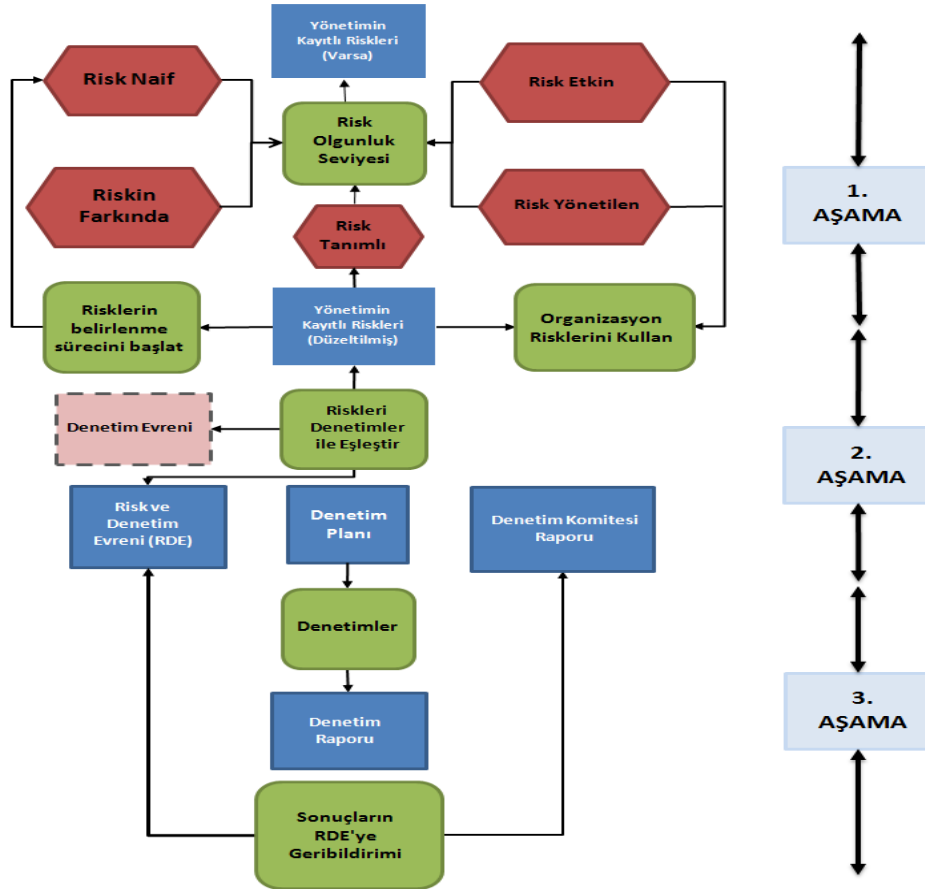 Yönetimin
Kayıtlı Riskleri
(Varsa)
Risk Naif
Risk
Olgunluk
Seviyesi
Risk Etkin
Riskin
Farkında
Risk
Tanımlı
Risk Yönetilen
1.
AŞAMA
Risklerin
belirlenme
sürecini başlat
Yönetimin
Kayıtlı Riskleri
(Düzeltilmiş)
Organizasyon
Risklerini Kullan
Denetim Evreni
Riskleri
Denetimler
ile Eşleştir
2.
AŞAMA
Risk ve
Denetim
Evreni (RDE)
Denetim
Planı
Denetim Komitesi
Raporu
Denetimler
Denetim
Raporu
3.
AŞAMA
Sonuçların
RDE'ye
Geribildirimi